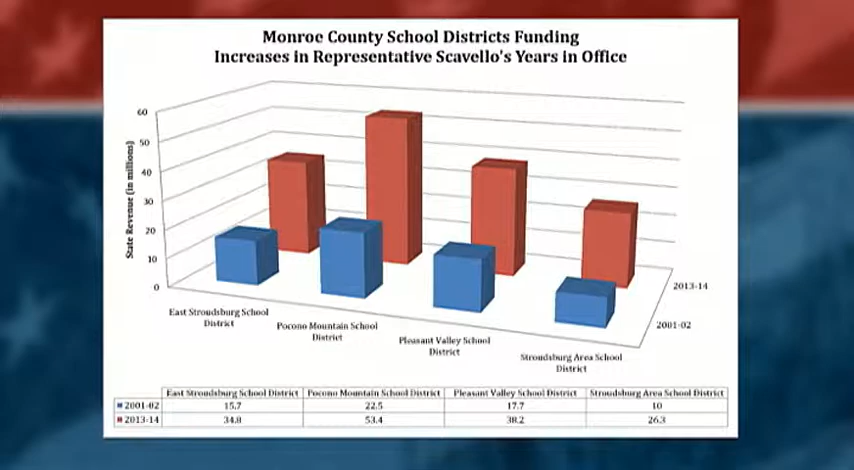 Monroe County School Districts Funding
Increases in Representative Scavello's Years in Office
State Revenue (in millions)
60
50
40
30
20
10
0
East Stroudsburg School
District
Pocono Mountain School
District
Pleasant Valley School
District
Stroudsburg Area School
District
2013-14
2001-02
East Stroudsburg School District Pocono Mountain School District Pleasant Valley School District Stroudsburg Area School District
2001-02 15.7 22.5 17.7 10
2013-14 34.8 53.4 38.2 26.3